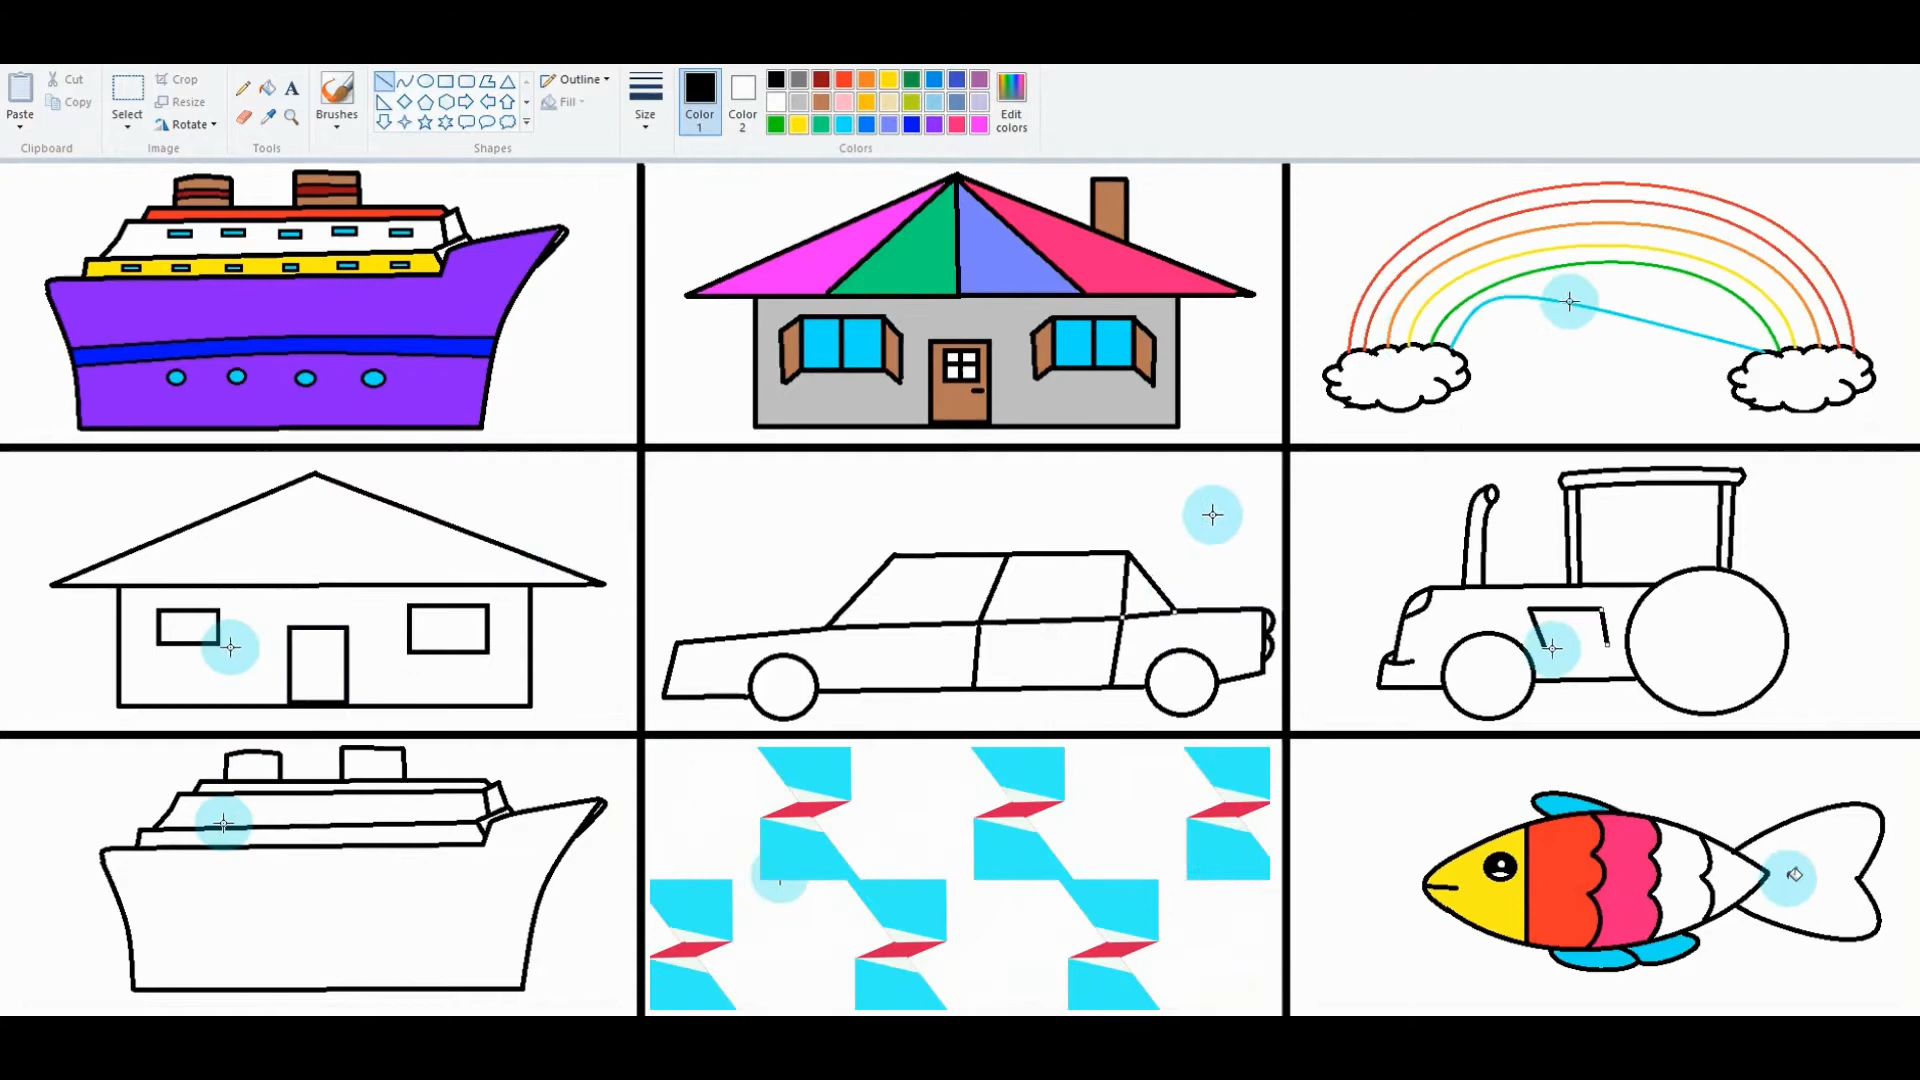 Paste
Cut
Copy
Clipboard
Select
Crop
Resize
Rotate
Image
A
Tools
Brushes
Shapes
Outline
Fill
Size
Color
1
Color
2
Edit
colors
Colors